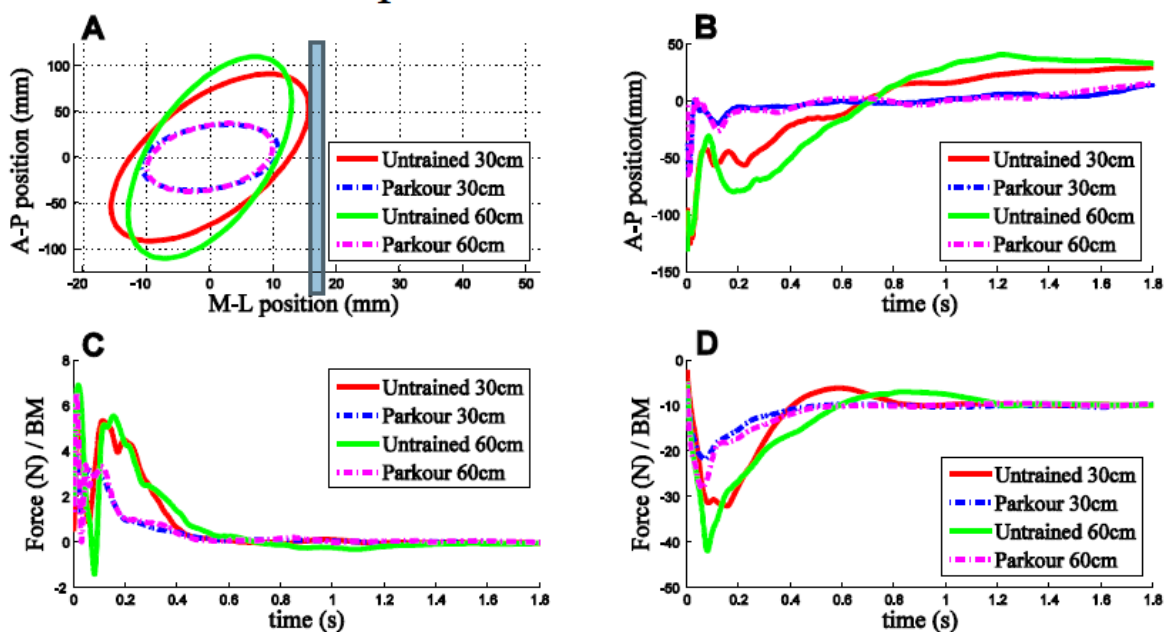 A
A-P position (mm)
100
50
0
-50
-100
-20
-10
0
10
20
30
40
50
M-L position (mm)
Untrained 30cm
Parkour 30cm
Untrained 60cm
Parkour 60cm
B
A-P position(mm)
50
0
-50
-100
-150
0
0.2
0.4
0.6
0.8
1
1.2
1.4
1.6
1.8
time (s)
Untrained 30cm
Parkour 30cm
Untrained 60cm
Parkour 60cm
C
Force (N) / BM
8
6
4
2
0
-2
0
0.2
0.4
0.6
0.8
1
1.2
1.4
1.6
1.8
time (s)
Untrained 30cm
Parkour 30cm
Untrained 60cm
Parkour 60cm
D
Force (N) / BM
0
-10
-20
-30
-40
-50
0
0.2
0.4
0.6
0.8
1
1.2
1.4
1.6
1.8
time (s)
Untrained 30cm
Parkour 30cm
Untrained 60cm
Parkour 60cm